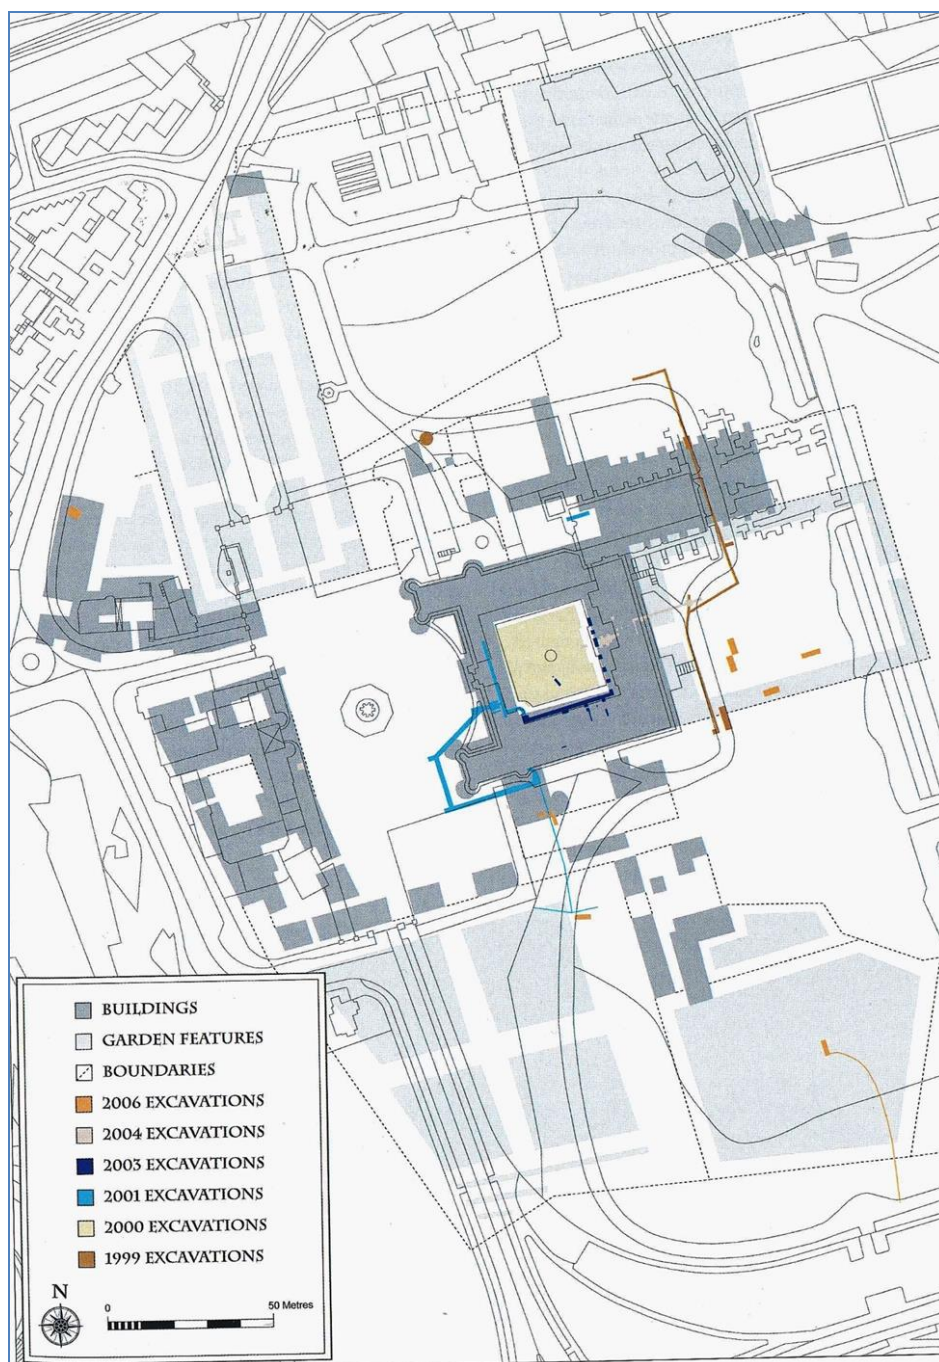 BUILDINGS
GARDEN FEATURES
BOUNDARIES
2006 EXCAVATIONS
2004 EXCAVATIONS
2003 EXCAVATIONS
2001 EXCAVATIONS
2000 EXCAVATIONS
1999 EXCAVATIONS
N
0 50 Metres